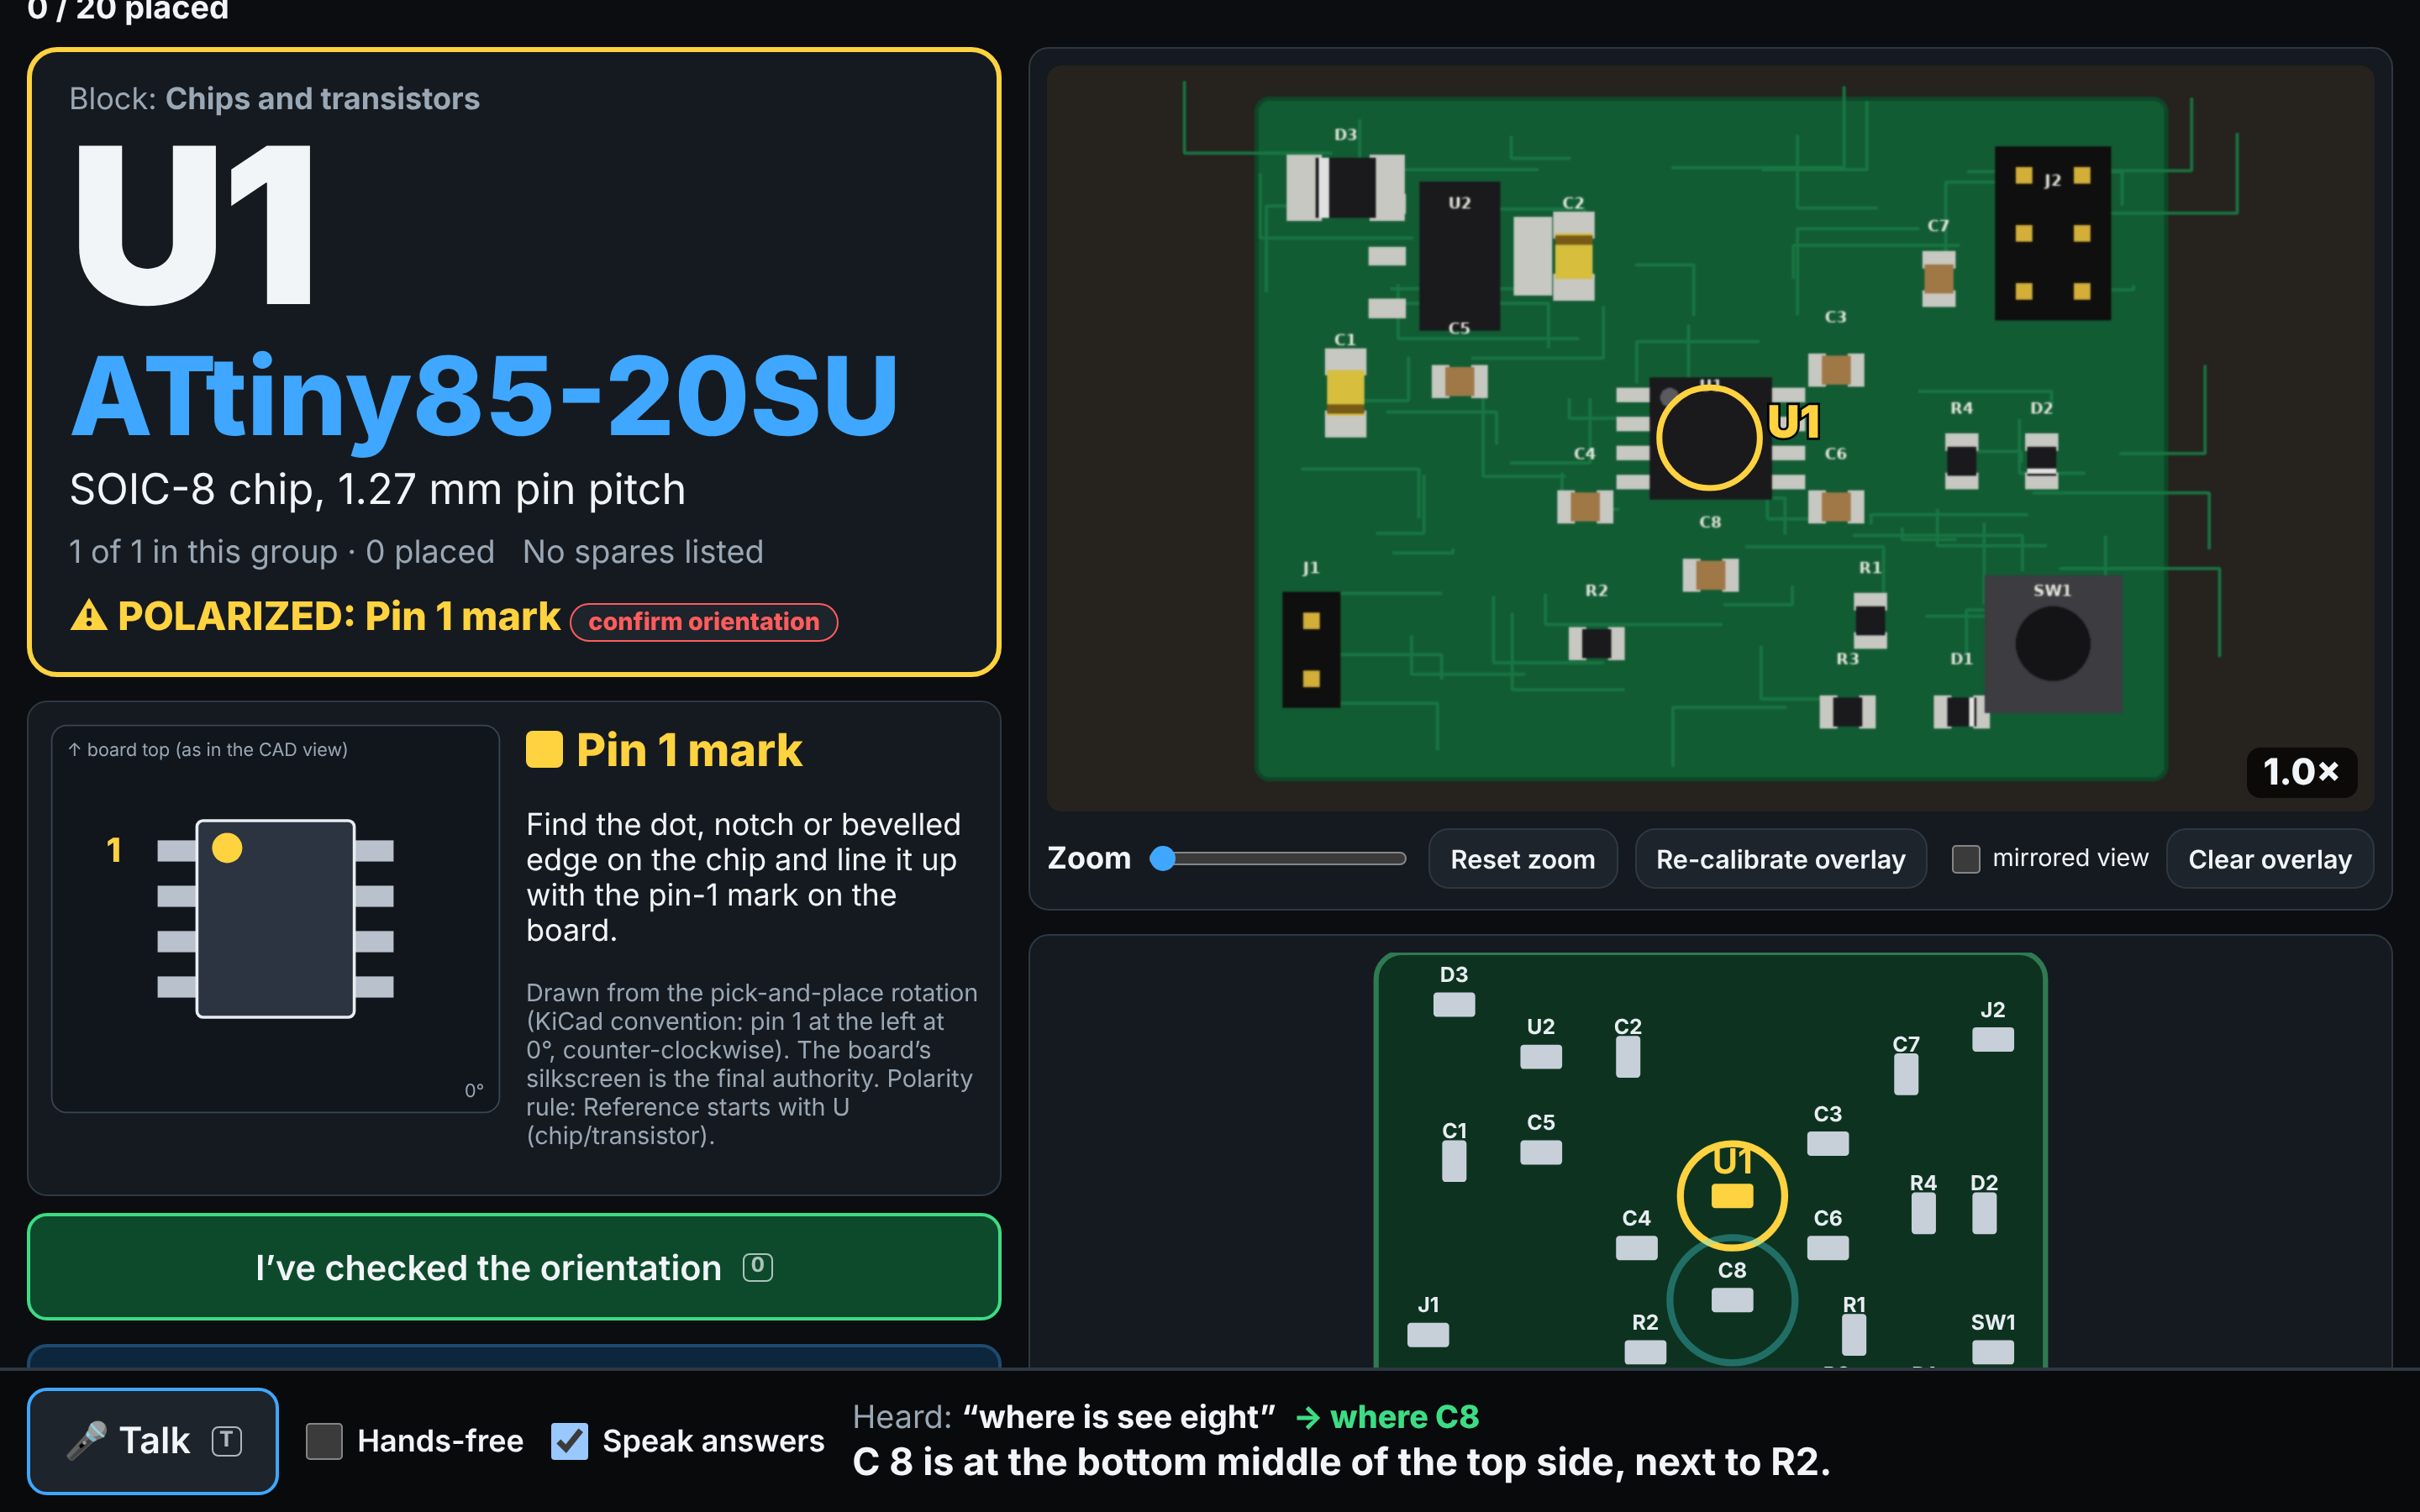 0 / 20 placed
Block: Chips and transistors
U1
ATtiny85-20SU
SOIC-8 chip, 1.27 mm pin pitch
1 of 1 in this group · 0 placed No spares listed
⚠ POLARIZED: Pin 1 mark confirm orientation
↑ board top (as in the CAD view)
1
0°
Pin 1 mark
Find the dot, notch or bevelled
edge on the chip and line it up
with the pin-1 mark on the
board.
Drawn from the pick-and-place rotation
(KiCad convention: pin 1 at the left at
0°, counter-clockwise). The board’s
silkscreen is the final authority. Polarity
rule: Reference starts with U
(chip/transistor).
I’ve checked the orientation 0
D3
J2
U2
C2
C7
C3
C5
C1
U1
R4
D2
C4
C6
C8
J1
R1
R2
SW1
R3
D1
1.0×
Zoom
Reset zoom
Re-calibrate overlay
mirrored view
Clear overlay
D3
J2
U2
C2
C7
C3
C5
C1
U1
R4
D2
C4
C6
C8
J1
R1
R2
SW1
🎤 Talk T
Hands-free
Speak answers
Heard: “where is see eight” → where C8
C 8 is at the bottom middle of the top side, next to R2.